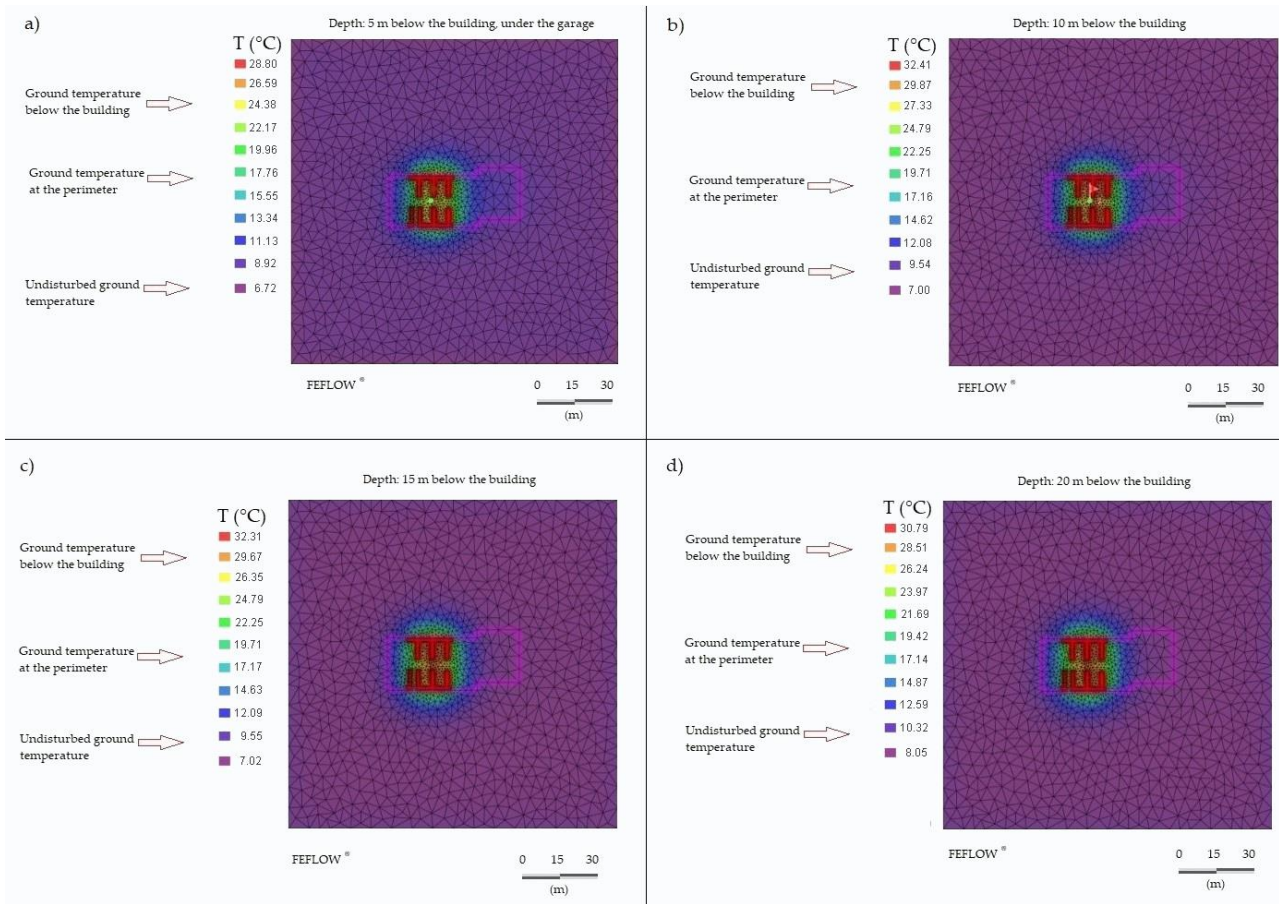 a)
Depth: 5 m below the building, under the garage
T (°C)
28.80
26.59
24.38
22.17
19.96
17.76
15.55
13.34
11.13
8.92
6.72
Ground temperature
below the building
Ground temperature
at the perimeter
Undisturbed ground
temperature
FEFLOW ®
0 15 30
(m)
b)
Depth: 10 m below the building
T (°C)
32.41
29.87
27.33
24.79
22.25
19.71
17.16
14.62
12.08
9.54
7.00
Ground temperature
below the building
Ground temperature
at the perimeter
Undisturbed ground
temperature
FEFLOW ®
0 15 30
(m)
c)
Depth: 15 m below the building
T (°C)
32.31
29.67
26.35
24.79
22.25
19.71
17.17
14.63
12.09
9.55
7.02
Ground temperature
below the building
Ground temperature
at the perimeter
Undisturbed ground
temperature
FEFLOW ®
0 15 30
(m)
d)
Depth: 20 m below the building
T (°C)
30.79
28.51
26.24
23.97
21.69
19.42
17.14
14.87
12.59
10.32
8.05
Ground temperature
below the building
Ground temperature
at the perimeter
Undisturbed ground
temperature
FEFLOW ®
0 15 30
(m)